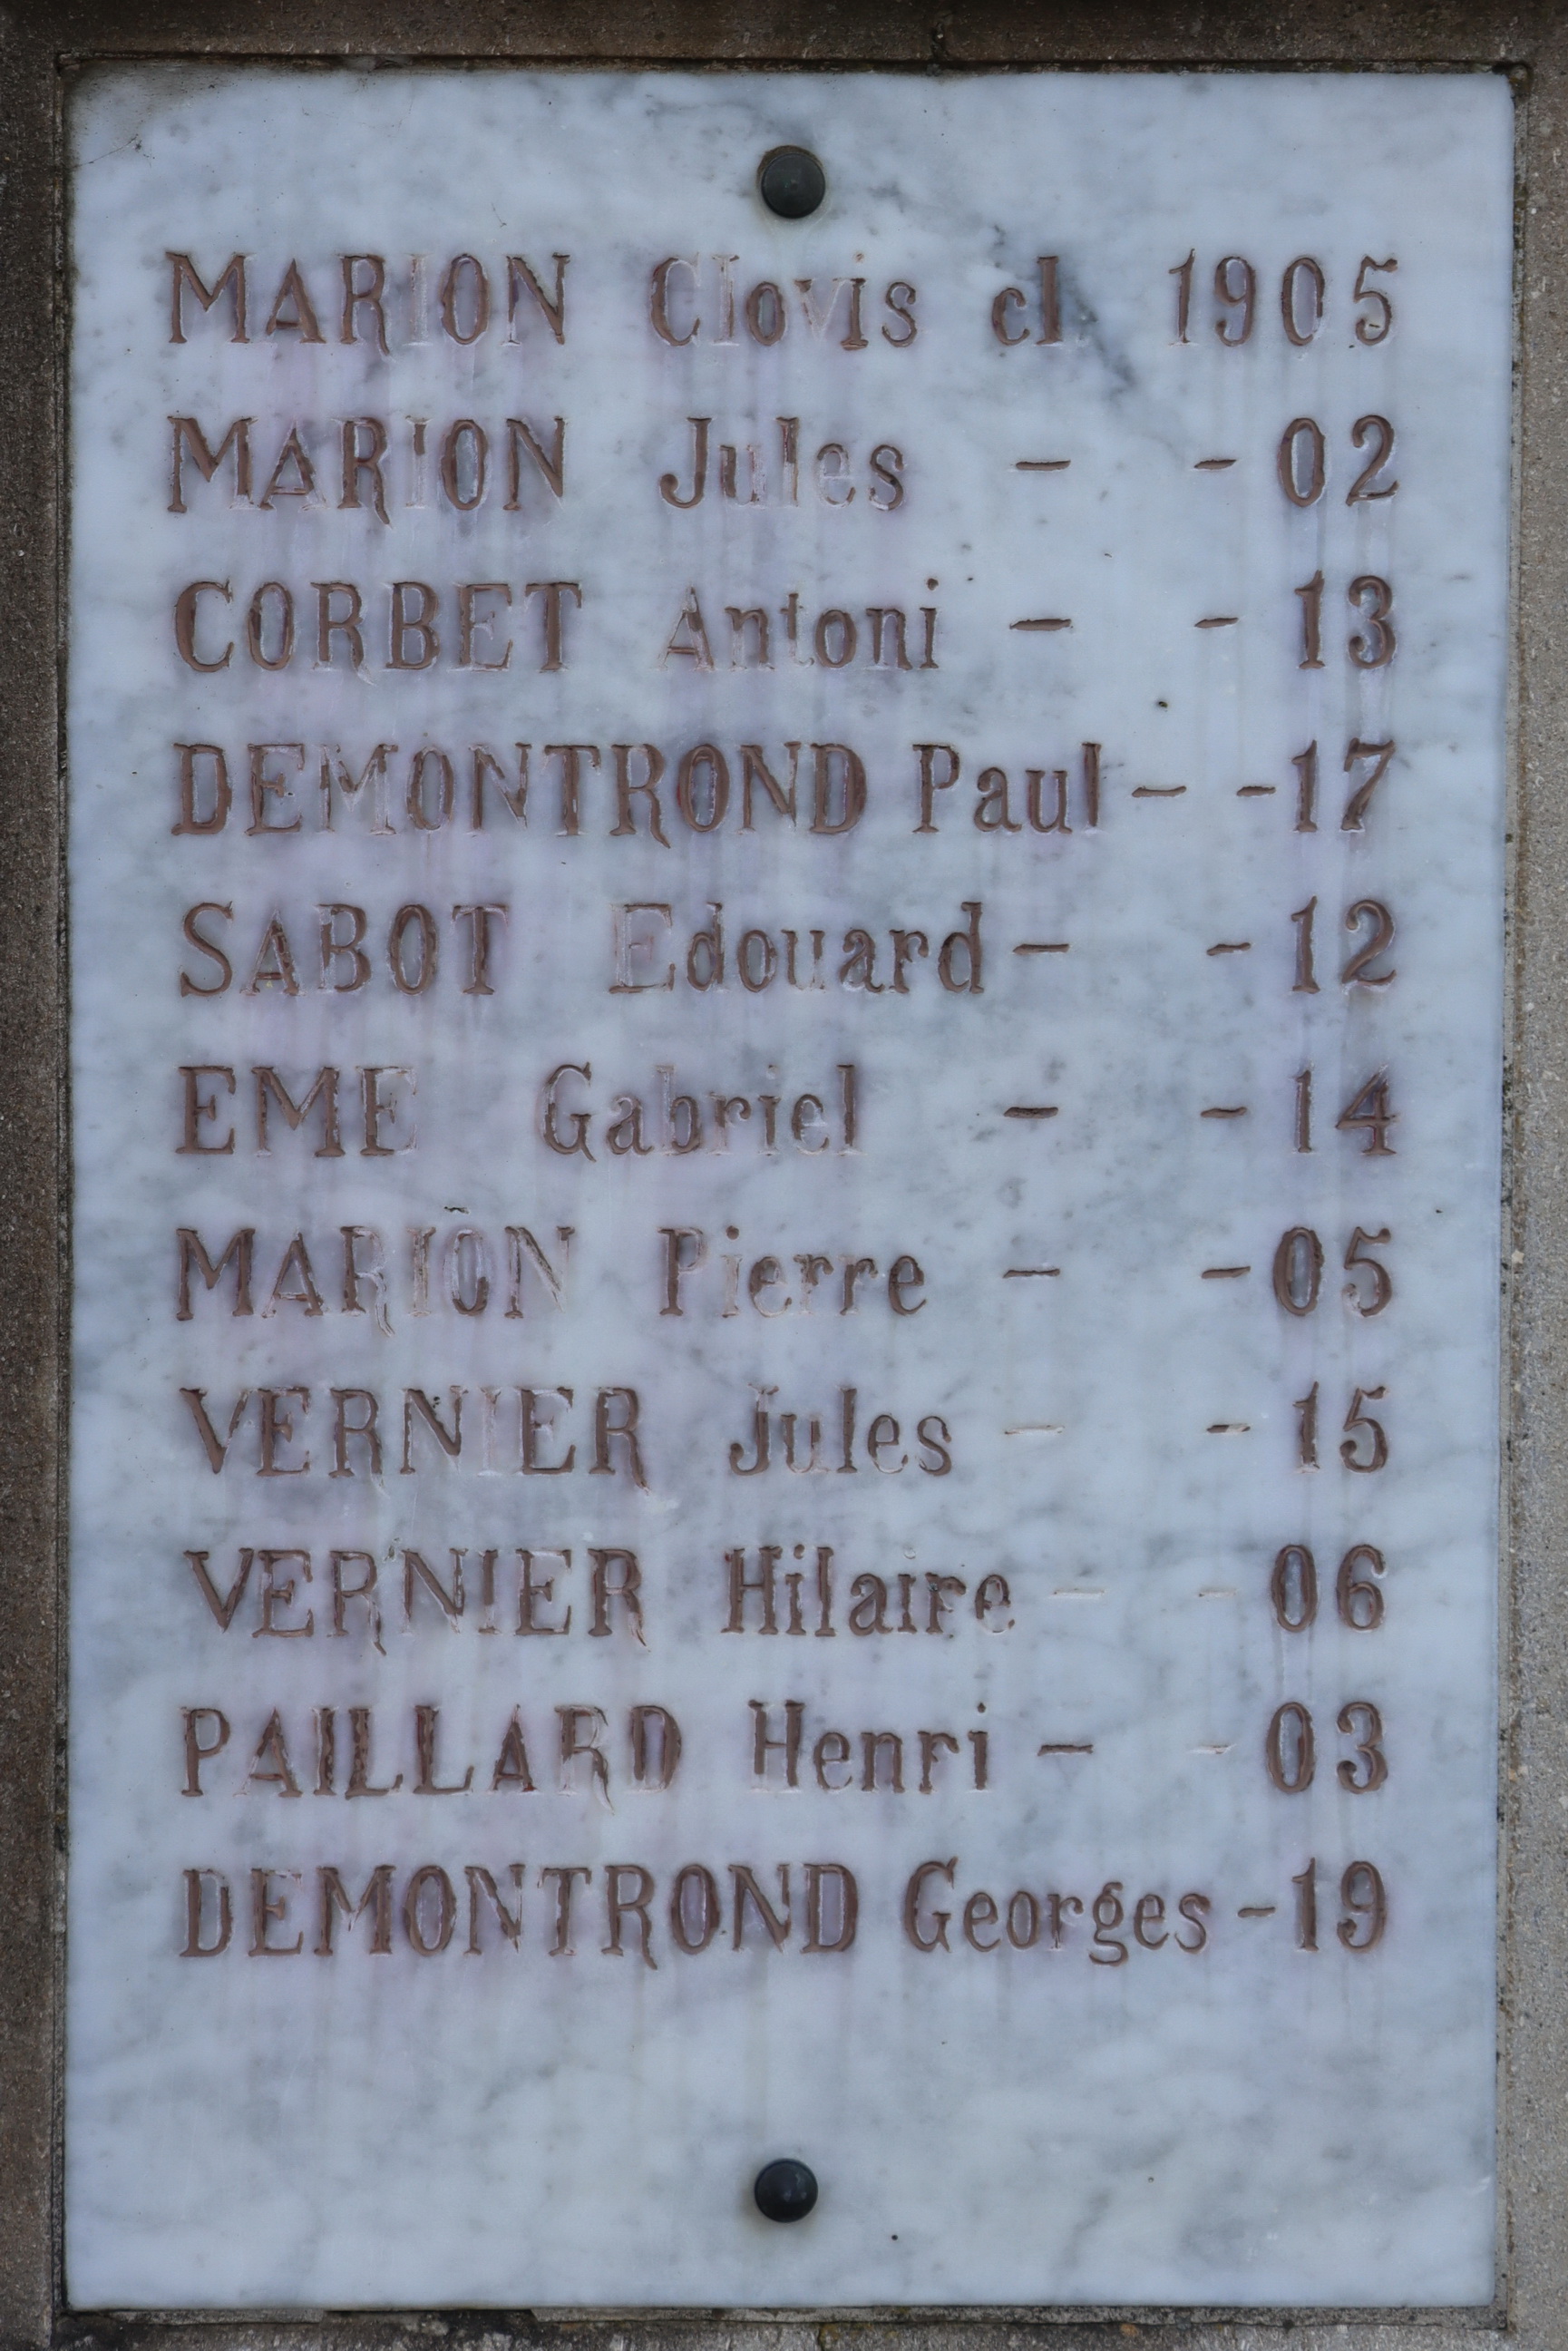 MARION Clovis cl. 1905
MARION Jules - - 02
CORBET Antoni - - 13
DEMONTROND Paul - - 17
SABOT Edouard - - 12
EME Gabriel - - 14
MARION Pierre - - 05
VERNIER Jules - - 15
VERNIER Hilaire - - 06
PAILLARD Henri - - 03
DEMONTROND Georges - 19